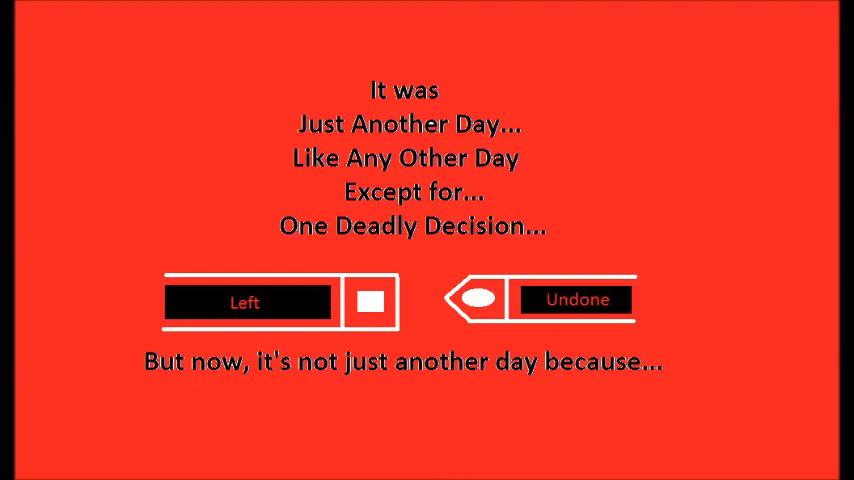 It was
Just Another Day...
Like Any Other Day
Except for...
One Deadly Decision...
Left Undone
But now, it's not just another day because...